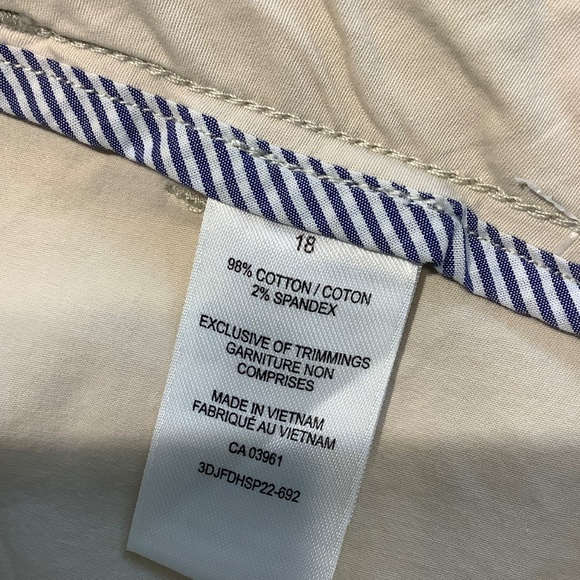 18
98% COTTON / COTON
2% SPANDEX
EXCLUSIVE OF TRIMMINGS
GARNITURE NON
COMPRISES
MADE IN VIETNAM
FABRIQUÉ AU VIETNAM
CA 03961
3DJFDHSP22-692